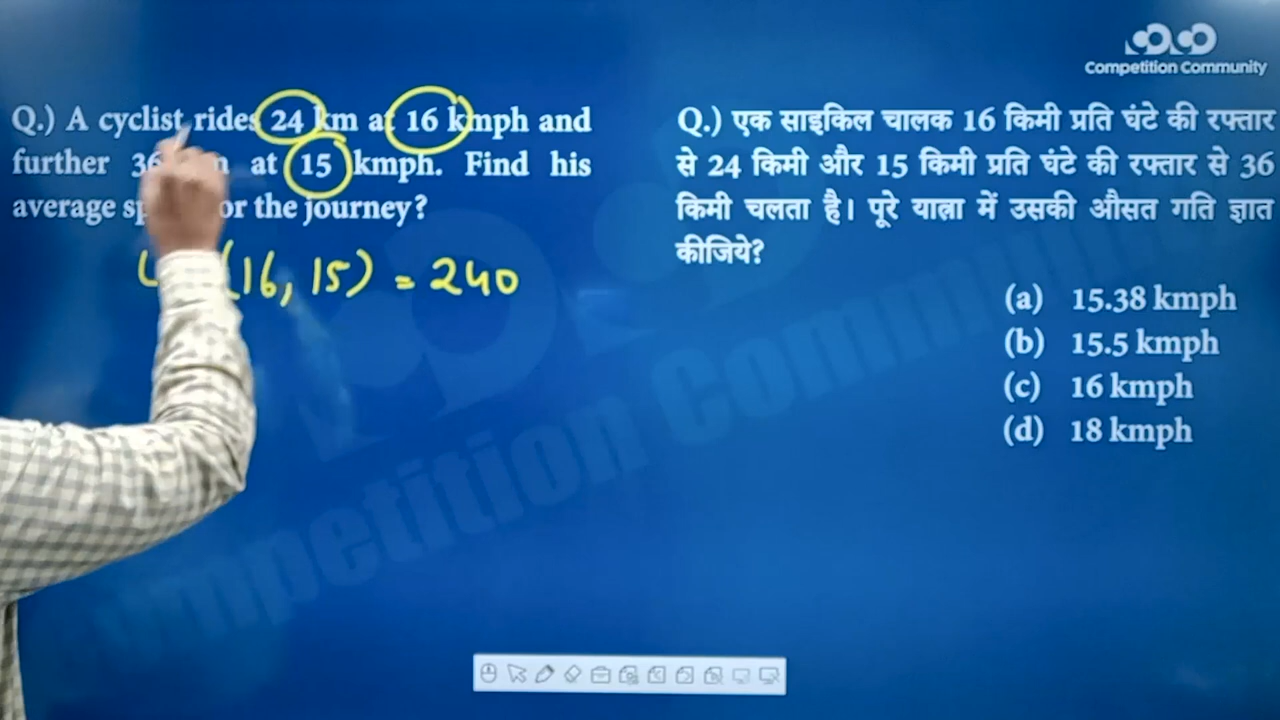 Competition Community
Q.) A cyclist rides 24 km at 16 kmph and
further 36 at 15 kmph. Find his
average the journey?
(16, 15) = 240
Q.) एक साइकिल चालक 16 किमी प्रति घंटे की रफ्तार
से 24 किमी और 15 किमी प्रति घंटे की रफ्तार से 36
किमी चलता है। पूरे यात्रा में उसकी औसत गति ज्ञात
कीजिये?
(a) 15.38 kmph
(b) 15.5 kmph
(c) 16 kmph
(d) 18 kmph